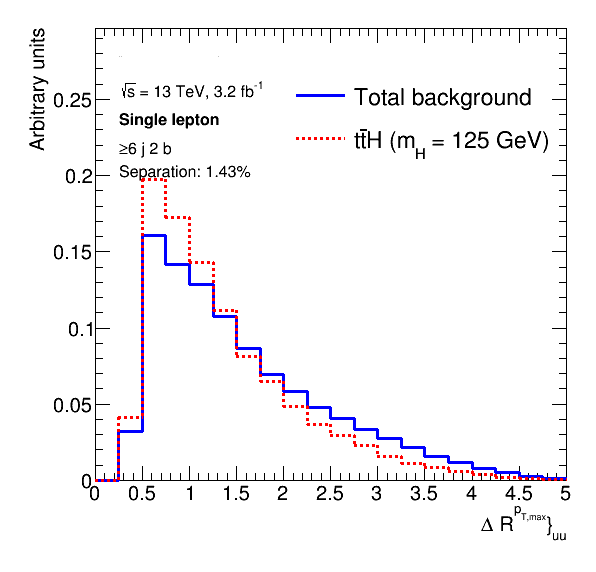 Arbitrary units
√s = 13 TeV, 3.2 fb⁻¹
Single lepton
≥6 j 2 b
Separation: 1.43%
Total background
tt̄H (m_H = 125 GeV)
0.25
0.2
0.15
0.1
0.05
0
0 0.5 1 1.5 2 2.5 3 3.5 4 4.5 5
Δ R^{p_{T,max}}}_{uu}